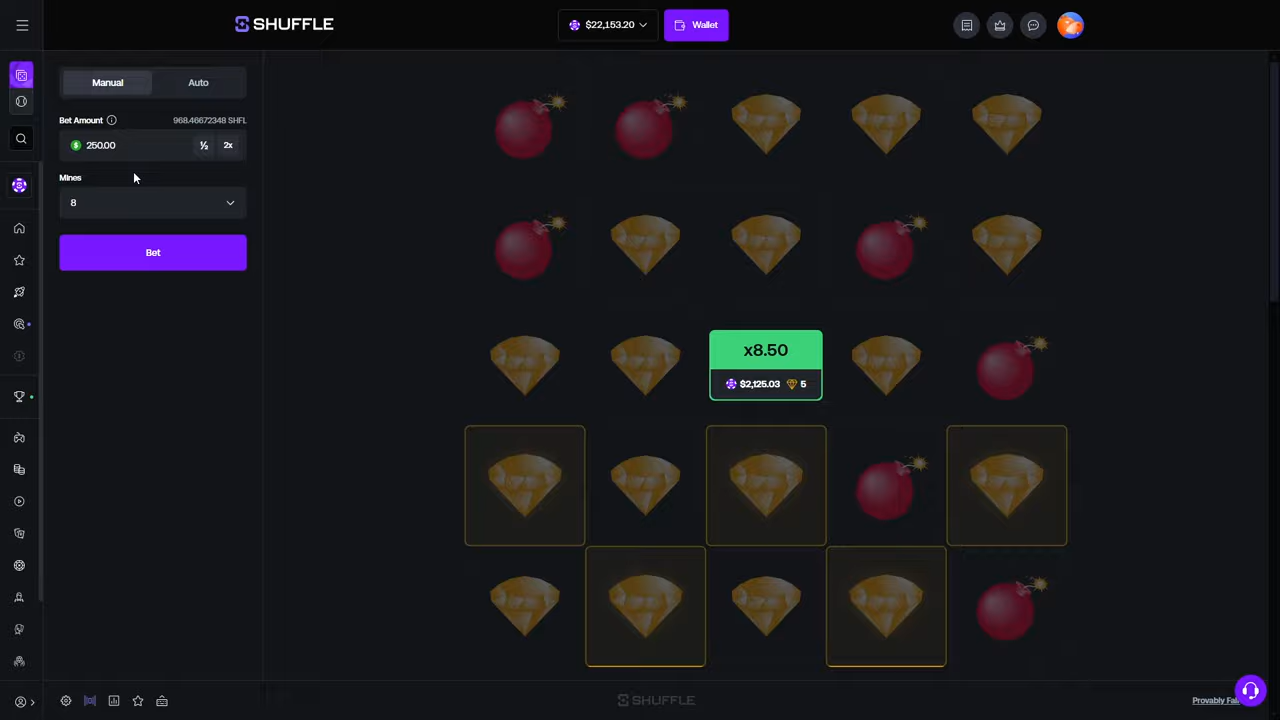 SHUFFLE
$22,153.20
Wallet
Manual
Auto
Bet Amount
968.46672348 SHFL
250.00
½
2x
Mines
8
Bet
x8.50
$2,125.03
5
SHUFFLE
Provably